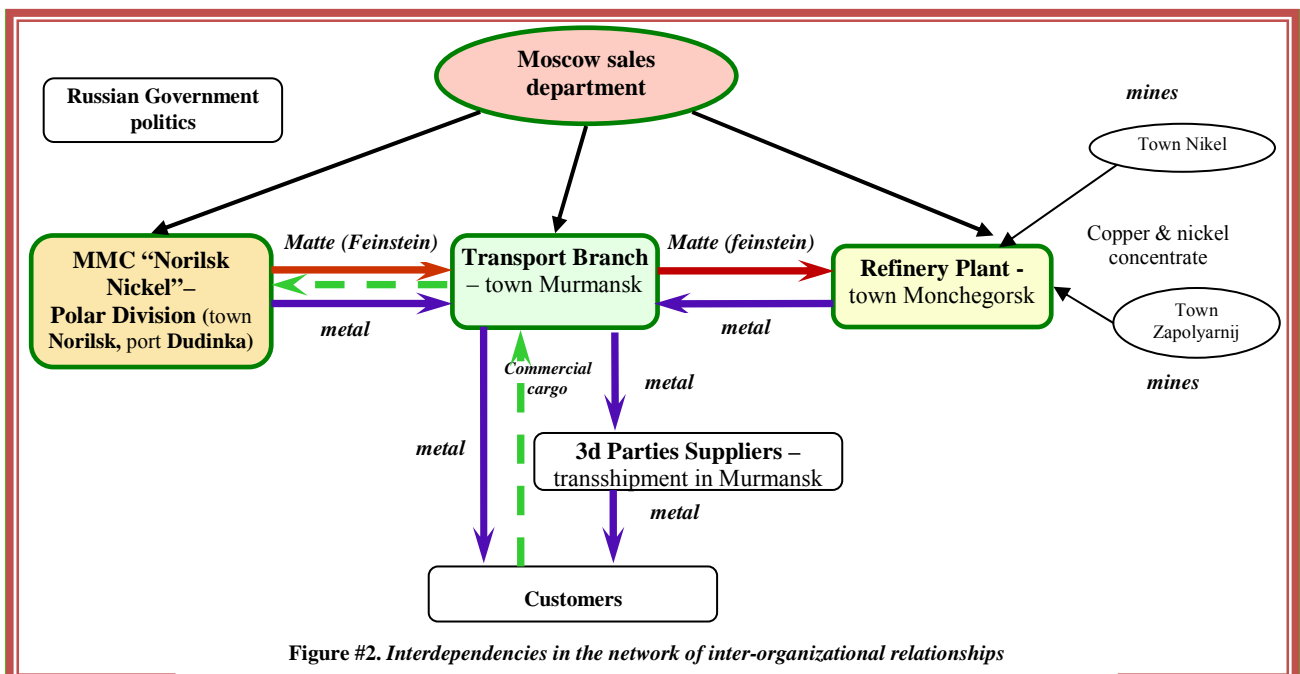 Moscow sales
department
Russian Government
politics
mines
Town Nikel
Matte (Feinstein)
Matte (feinstein)
Copper & nickel
concentrate
MMC “Norilsk
Nickel”–
Polar Division (town
Norilsk, port Dudinka)
Transport Branch
– town Murmansk
Refinery Plant -
town Monchegorsk
metal
metal
Town
Zapolyarnij
mines
Commercial
cargo
metal
metal
3d Parties Suppliers –
transshipment in Murmansk
metal
Customers
Figure #2. Interdependencies in the network of inter-organizational relationships